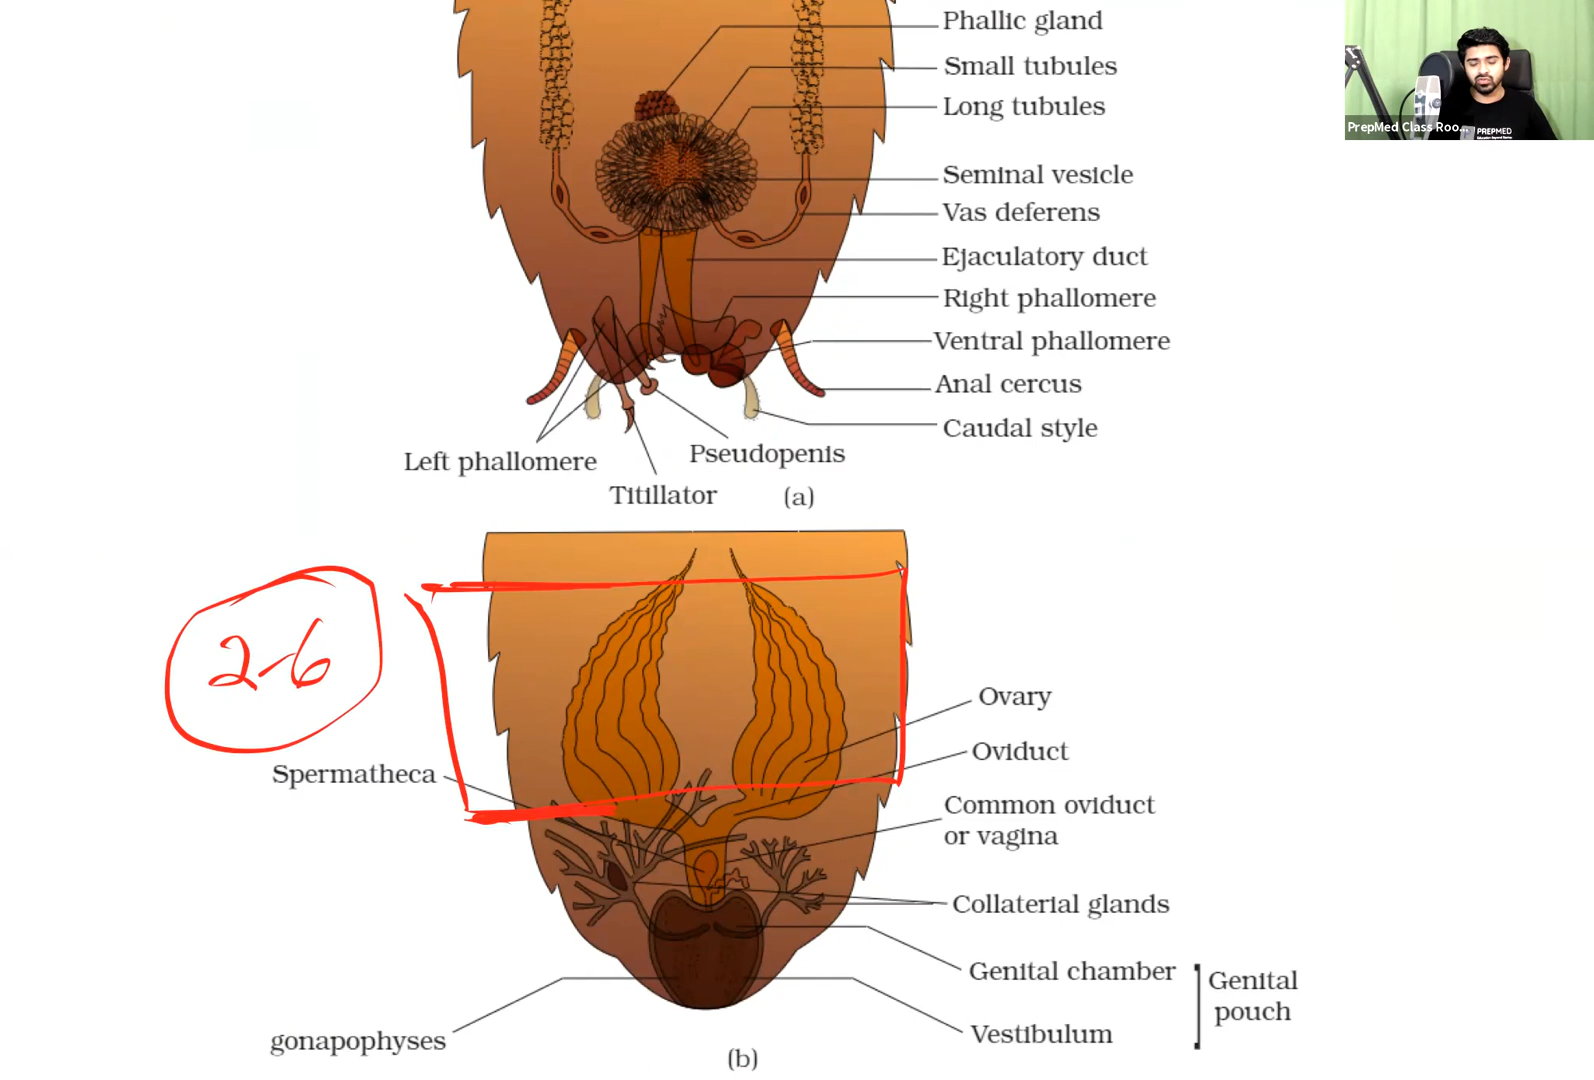 Phallic gland
Small tubules
Long tubules
PrepMed Class Roo...
PREPMED
Seminal vesicle
Vas deferens
Ejaculatory duct
Right phallomere
Ventral phallomere
Anal cercus
Caudal style
Left phallomere
Pseudopenis
Titillator
(a)
2-6
Ovary
Oviduct
Spermatheca
Common oviduct
or vagina
Collaterial glands
Genital chamber
Genital
pouch
Vestibulum
gonapophyses
(b)